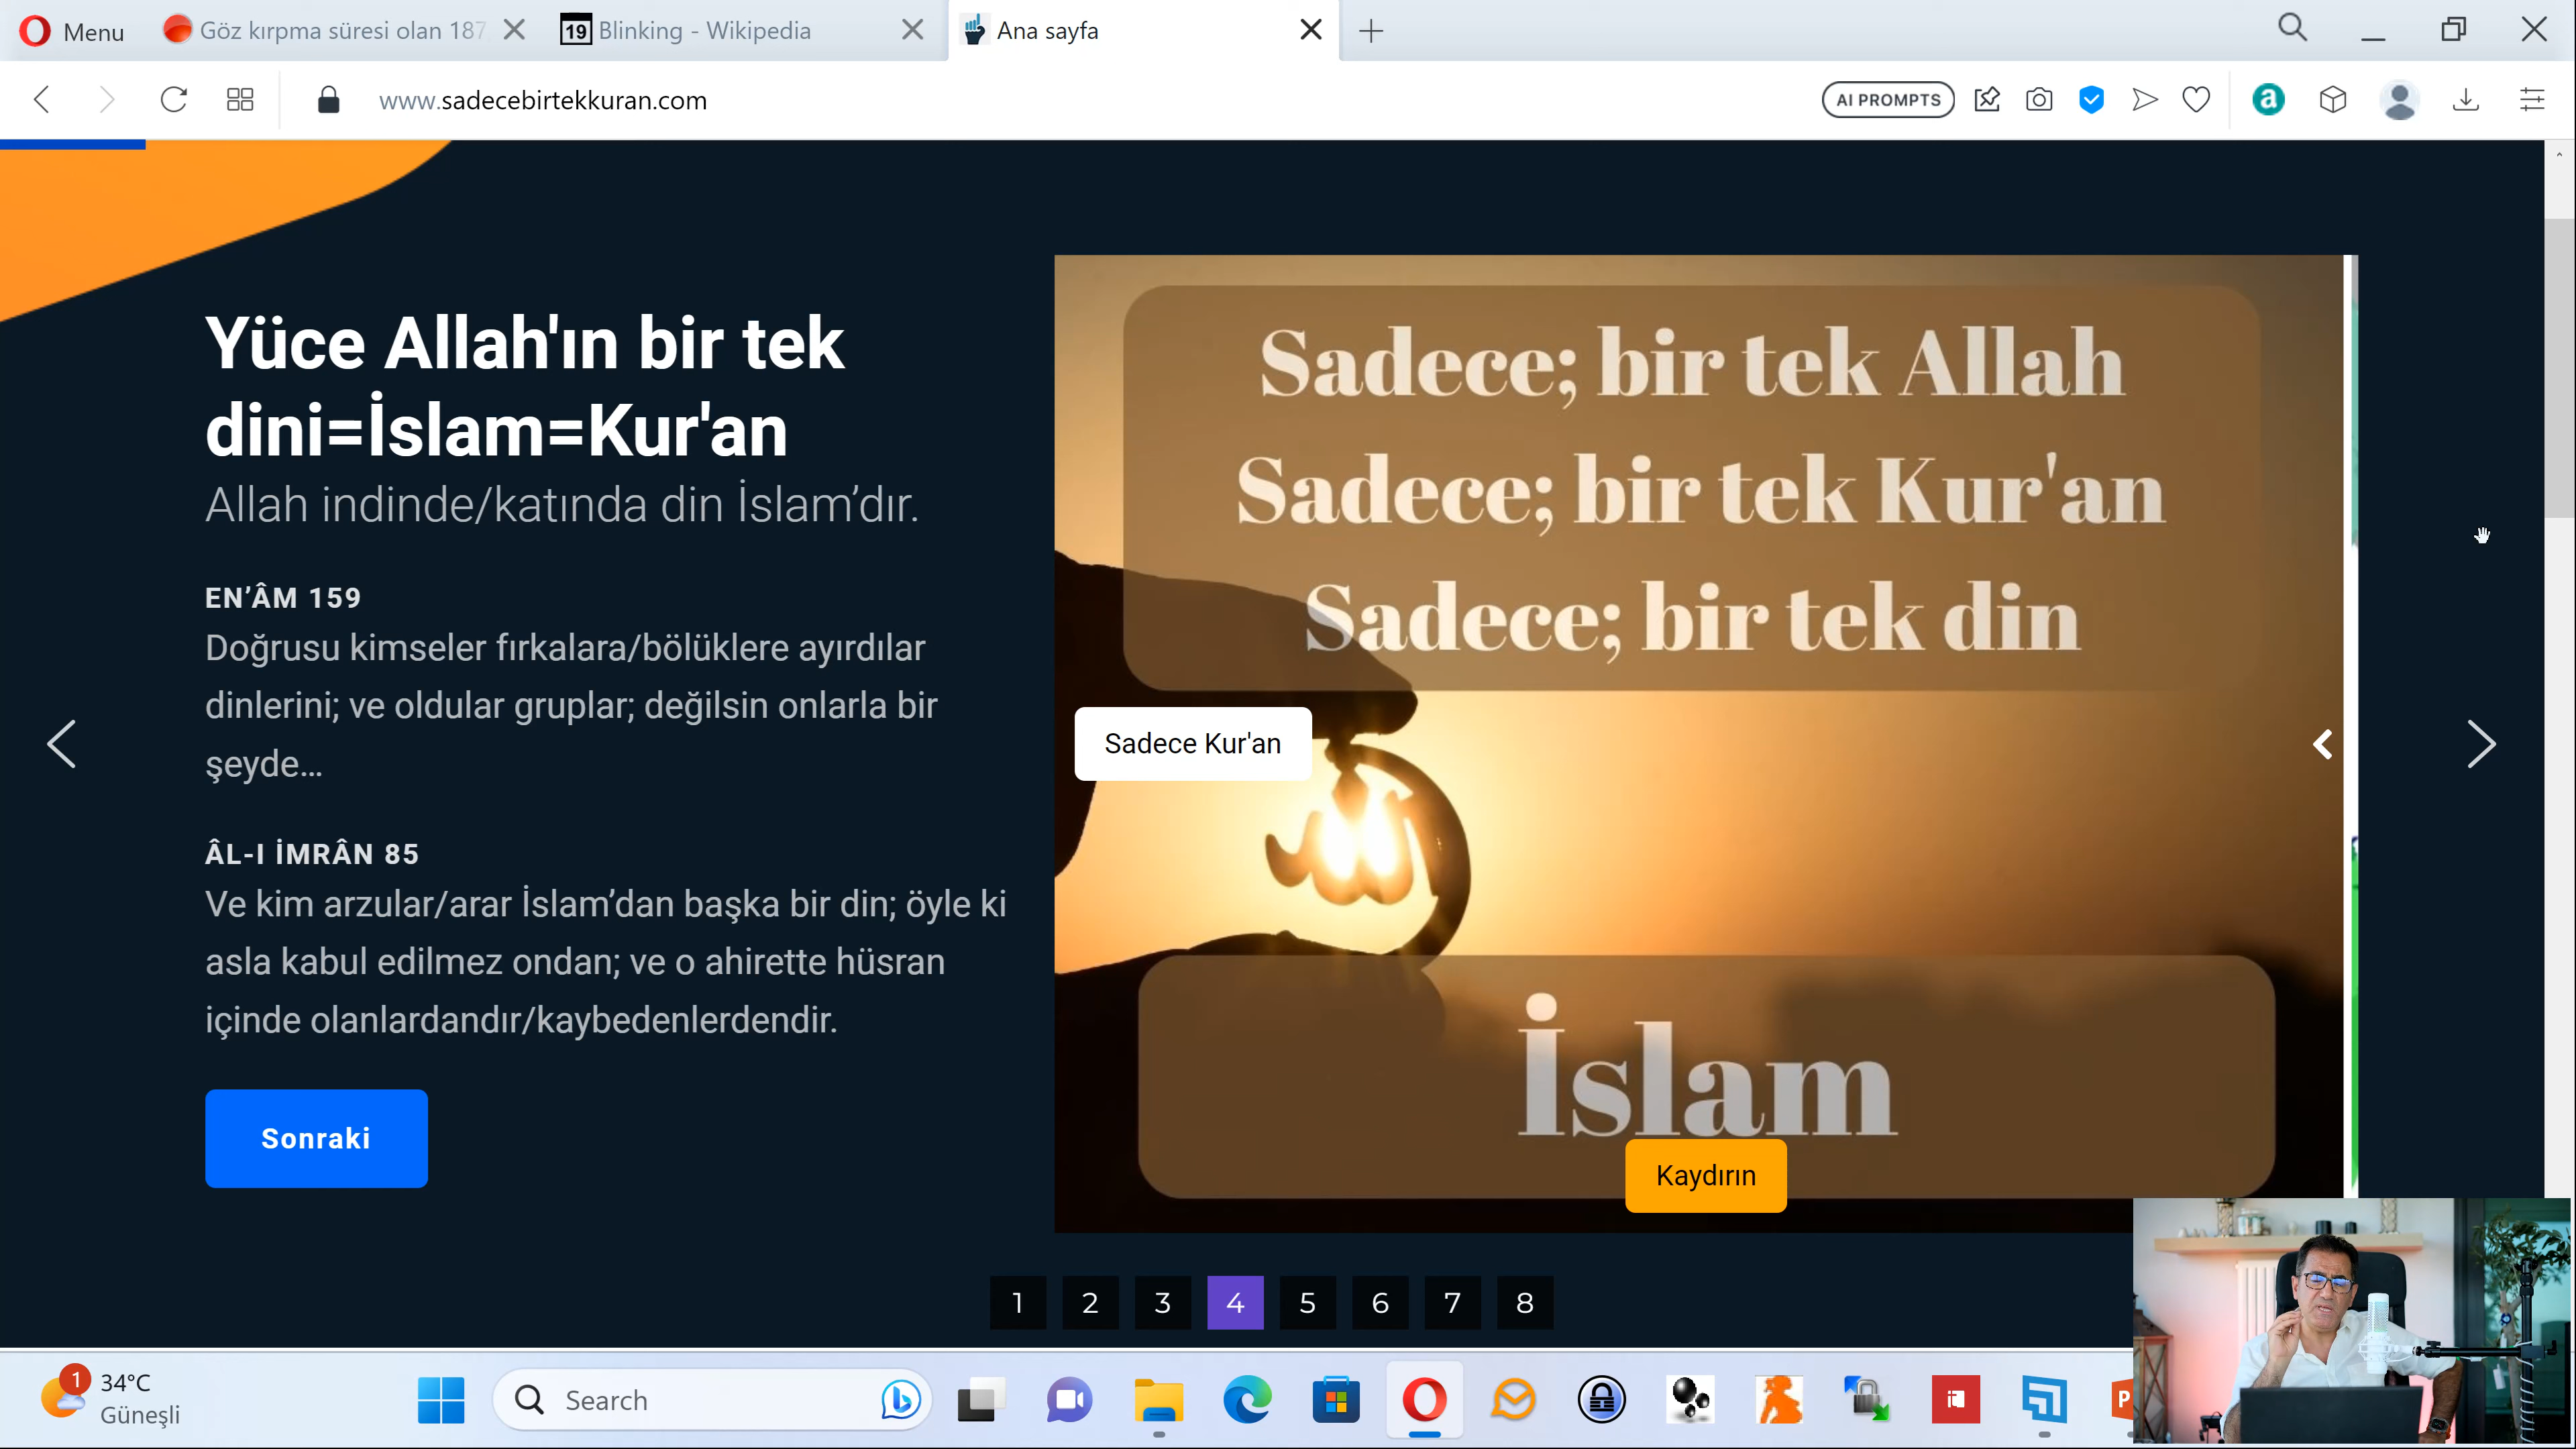 Menu
Göz kırpma süresi olan 187
Blinking - Wikipedia
Ana sayfa
www.sadecebirtekkuran.com
AI PROMPTS
Yüce Allah'ın bir tek
dini=İslam=Kur'an
Allah indinde/katında din İslam’dır.
EN’ÂM 159
Doğrusu kimseler fırkalara/bölüklere ayırdılar
dinlerini; ve oldular gruplar; değilsin onlarla bir
şeyde...
ÂL-I İMRÂN 85
Ve kim arzular/arar İslam’dan başka bir din; öyle ki
asla kabul edilmez ondan; ve o ahirette hüsran
içinde olanlardandır/kaybedenlerdendir.
Sonraki
Sadece; bir tek Allah
Sadece; bir tek Kur'an
Sadece; bir tek din
Sadece Kur'an
İslam
Kaydırın
1 2 3 4 5 6 7 8
1
34°C
Güneşli
Search